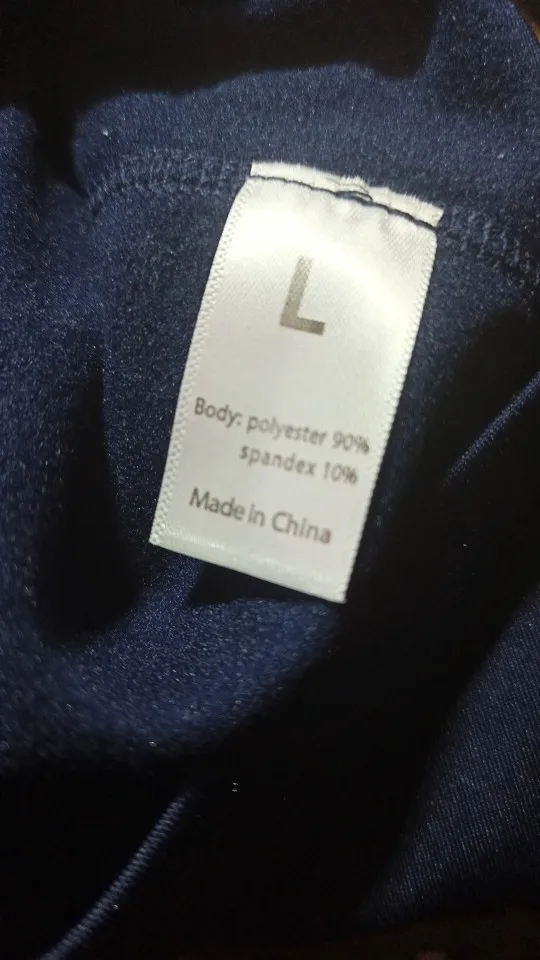 L
Body: polyester 90%
spandex 10%
Made in China